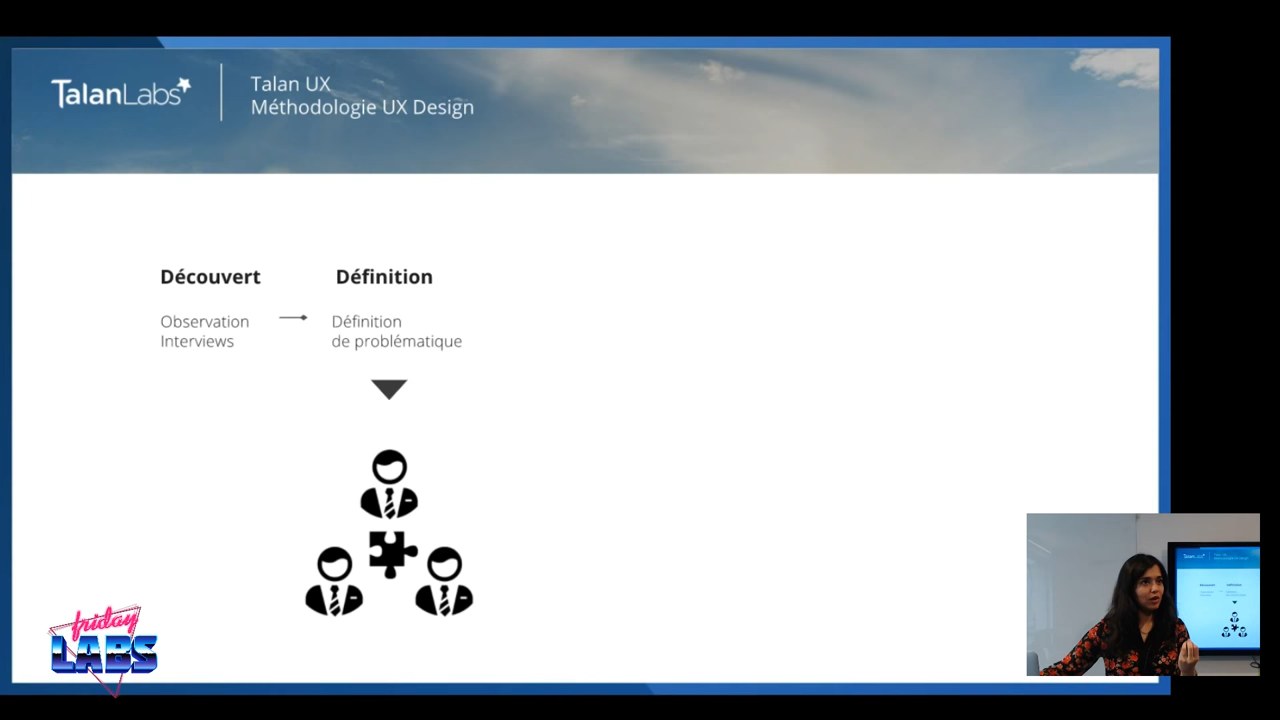 TalanLabs
Talan UX
Méthodologie UX Design
Découvert
Définition
Observation
Interviews
Définition
de problématique
friday
LABS